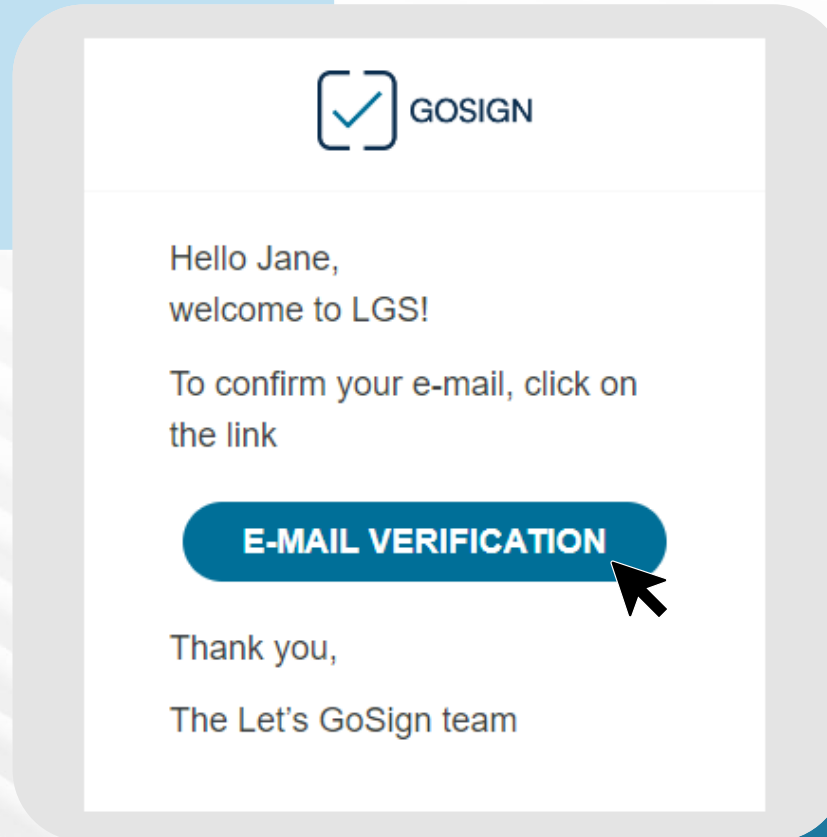 GOSIGN
Hello Jane,
welcome to LGS!
To confirm your e-mail, click on
the link
E-MAIL VERIFICATION
Thank you,
The Let's GoSign team